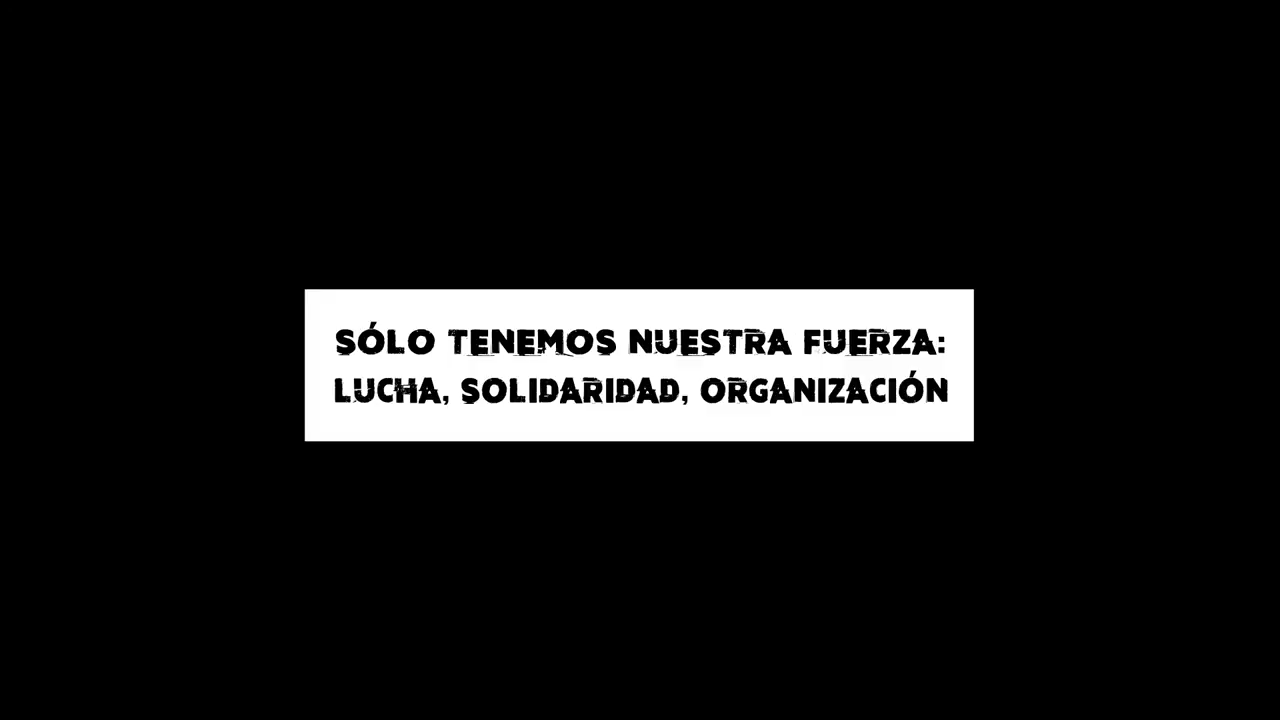 SÓLO TENEMOS NUESTRA FUERZA:
LUCHA, SOLIDARIDAD, ORGANIZACIÓN